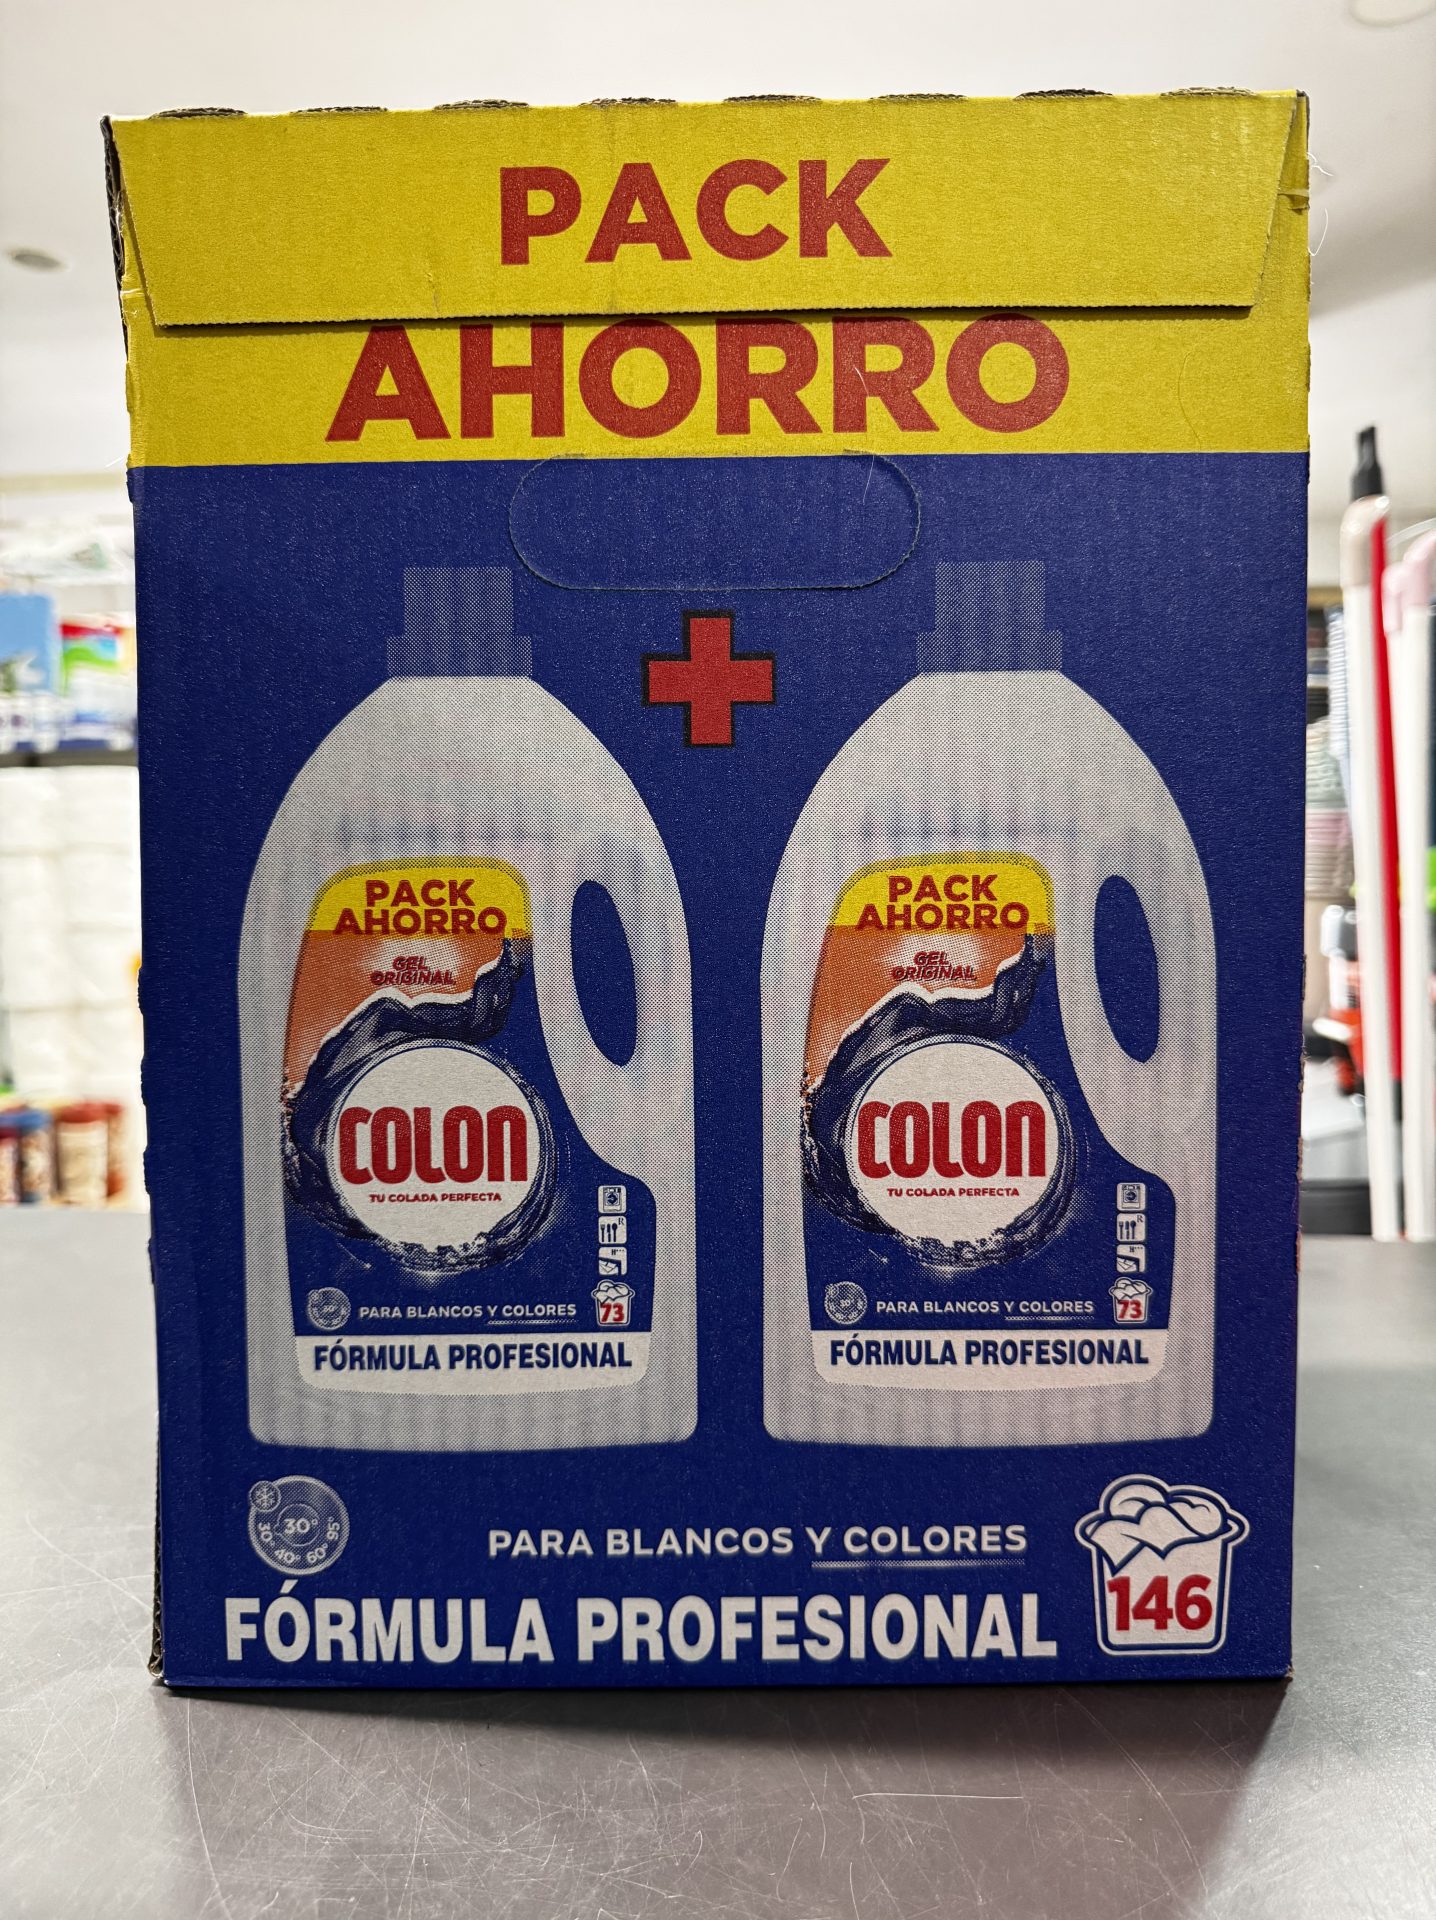 PACK
AHORRO
PACK
AHORRO
GEL
ORIGINAL
COLON
TU COLADA PERFECTA
R
H***
30°
PARA BLANCOS Y COLORES
73
FÓRMULA PROFESIONAL
PACK
AHORRO
GEL
ORIGINAL
COLON
TU COLADA PERFECTA
R
H***
30°
PARA BLANCOS Y COLORES
73
FÓRMULA PROFESIONAL
30°
30° 40° 60° 95°
PARA BLANCOS Y COLORES
FÓRMULA PROFESIONAL
146